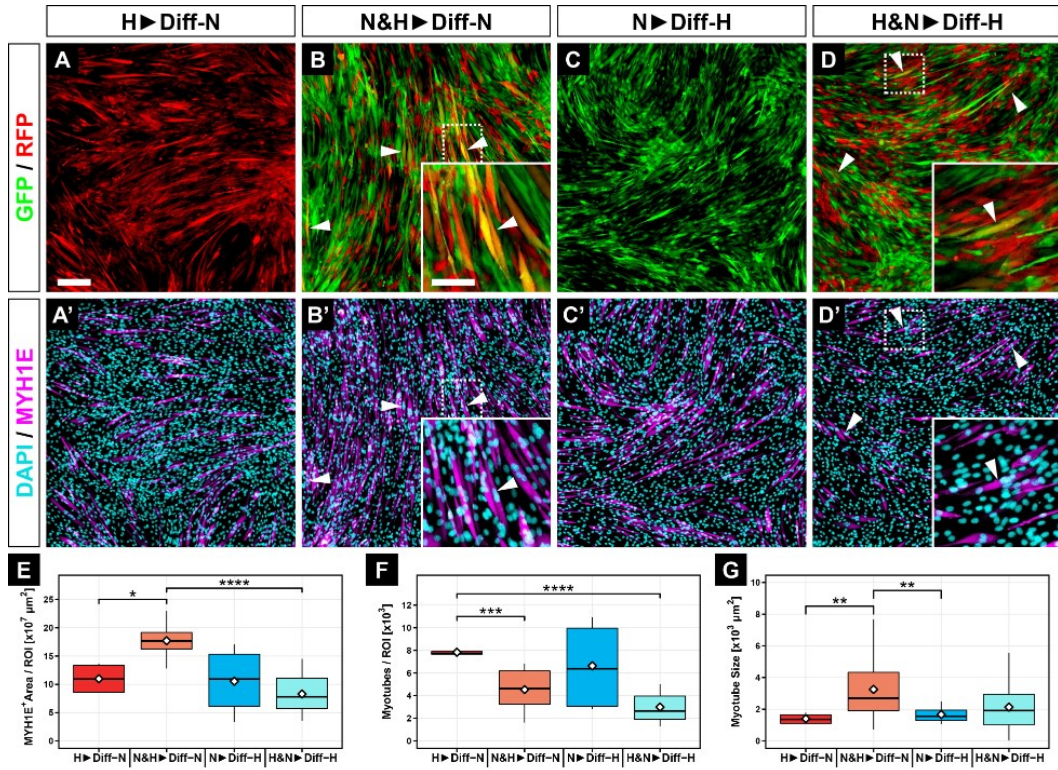 H►Diff-N
N&H►Diff-N
N►Diff-H
H&N►Diff-H
GFP / RFP
A
B
C
D
DAPI / MYH1E
A'
B'
C'
D'
E
MYH1E⁺Area / ROI [x10⁷ µm²]
25
20
15
10
5
0
*
****
H►Diff-N
N&H►Diff-N
N►Diff-H
H&N►Diff-H
F
Myotubes / ROI [x10³]
12
10
8
6
4
2
0
***
****
H►Diff-N
N&H►Diff-N
N►Diff-H
H&N►Diff-H
G
Myotube Size [x10³ µm²]
10
8
6
4
2
0
**
**
H►Diff-N
N&H►Diff-N
N►Diff-H
H&N►Diff-H